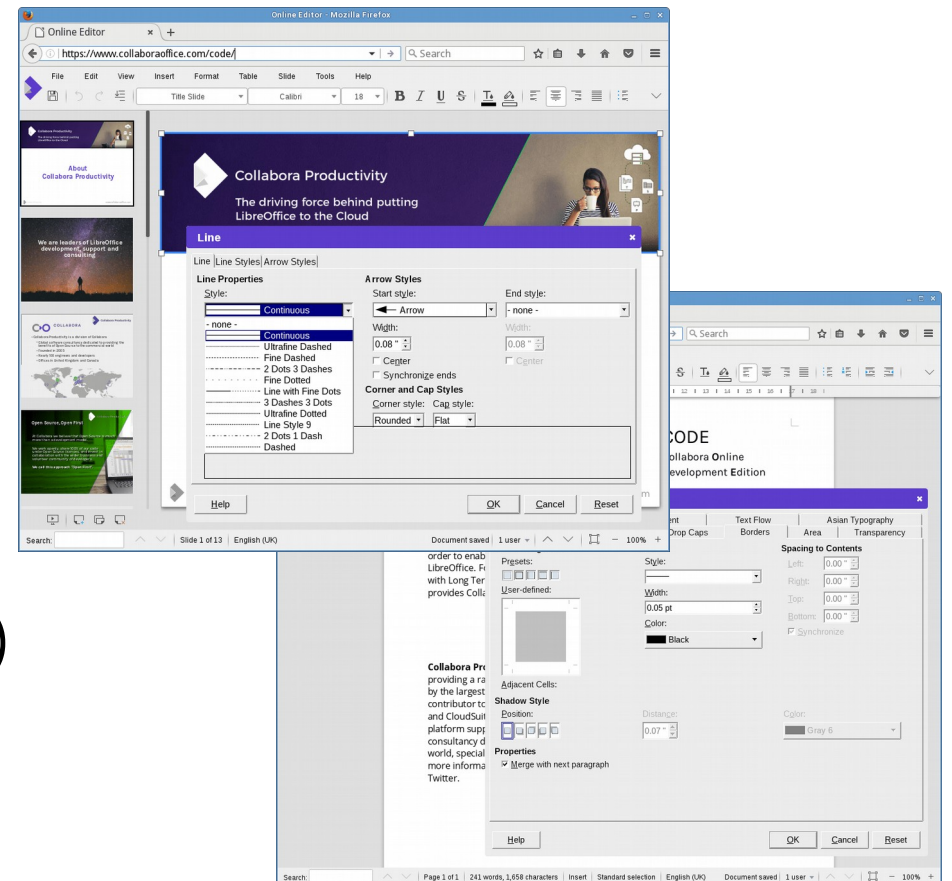 Online Editor - Mozilla Firefox
Online Editor
https://www.collaboraoffice.com/code/
Search
File Edit View Insert Format Table Slide Tools Help
Title Slide Calibri 18
About
Collabora Productivity
We are leaders of LibreOffice
development, support and
consulting
COLLABORA
Open Source, Open First
Collabora Productivity
The driving force behind putting
LibreOffice to the Cloud
Line
Line Line Styles Arrow Styles
Line Properties
Style:
Continuous
- none -
Continuous
Ultrafine Dashed
Fine Dashed
2 Dots 3 Dashes
Fine Dotted
Line with Fine Dots
3 Dashes 3 Dots
Ultrafine Dotted
Line Style 9
2 Dots 1 Dash
Dashed
Arrow Styles
Start style: End style:
Arrow - none -
Width: Width:
0.08 " 0.08 "
Center Center
Synchronize ends
Corner and Cap Styles
Corner style: Cap style:
Rounded Flat
Help OK Cancel Reset
Search: Slide 1 of 13 English (UK) Document saved 1 user 100%
Search
CODE
ollabora Online
evelopment Edition
Text Flow Asian Typography
Drop Caps Borders Area Transparency
order to enab
LibreOffice. F
with Long Ter
provides Colla
Collabora Pro
providing a ra
by the largest
contributor to
and CloudSuit
platform supp
consultancy d
world, special
more informa
Twitter.
Presets:
User-defined:
Adjacent Cells:
Style:
Width:
0.05 pt
Color:
Black
Spacing to Contents
Left: 0.00 "
Right: 0.00 "
Top: 0.00 "
Bottom: 0.00 "
Synchronize
Shadow Style
Position: Distance: Color:
0.07 " Gray 6
Properties
Merge with next paragraph
Help OK Cancel Reset
Search: Page 1 of 1 241 words, 1,658 characters Insert Standard selection English (UK) Document saved 1 user 100%